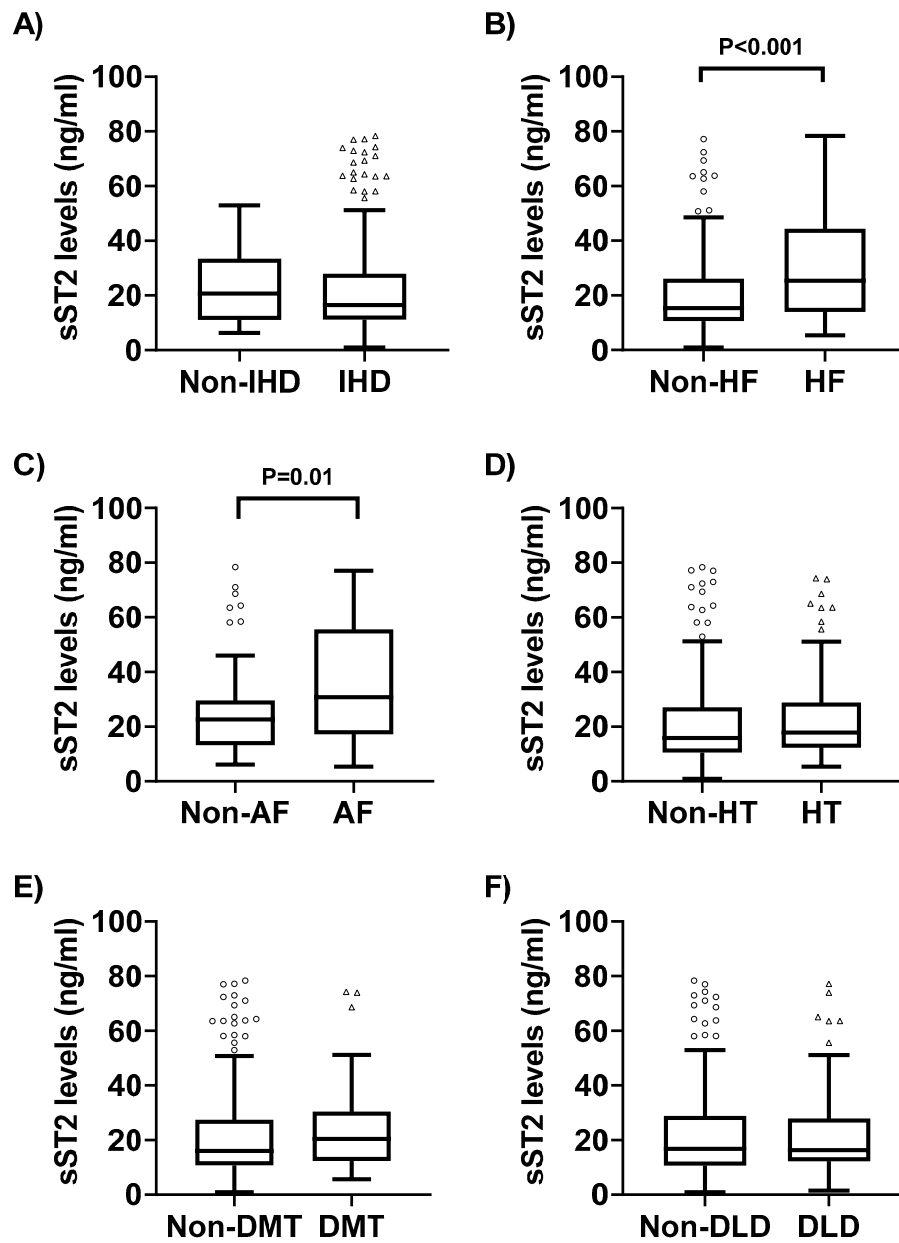 A)
sST2 levels (ng/ml)
100
80
60
40
20
0
Non-IHD IHD
B)
P<0.001
sST2 levels (ng/ml)
100
80
60
40
20
0
Non-HF HF
C)
P=0.01
sST2 levels (ng/ml)
100
80
60
40
20
0
Non-AF AF
D)
sST2 levels (ng/ml)
100
80
60
40
20
0
Non-HT HT
E)
sST2 levels (ng/ml)
100
80
60
40
20
0
Non-DMT DMT
F)
sST2 levels (ng/ml)
100
80
60
40
20
0
Non-DLD DLD